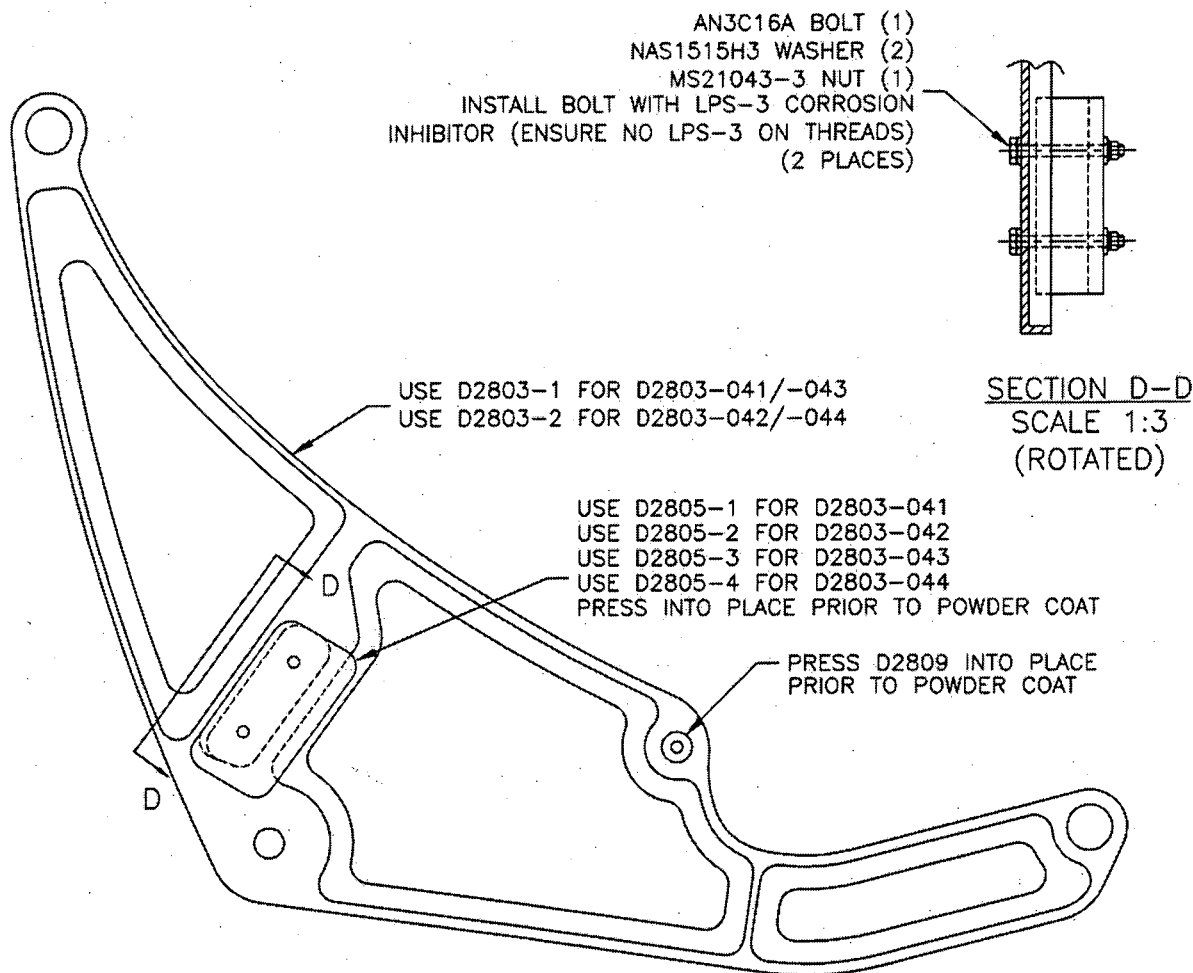 AN3C16A BOLT (1)
NAS1515H3 WASHER (2)
MS21043-3 NUT (1)
INSTALL BOLT WITH LPS-3 CORROSION
INHIBITOR (ENSURE NO LPS-3 ON THREADS)
(2 PLACES)
SECTION D-D
SCALE 1:3
(ROTATED)
USE D2803-1 FOR D2803-041/-043
USE D2803-2 FOR D2803-042/-044
USE D2805-1 FOR D2803-041
USE D2805-2 FOR D2803-042
USE D2805-3 FOR D2803-043
USE D2805-4 FOR D2803-044
PRESS INTO PLACE PRIOR TO POWDER COAT
D
PRESS D2809 INTO PLACE
PRIOR TO POWDER COAT
D